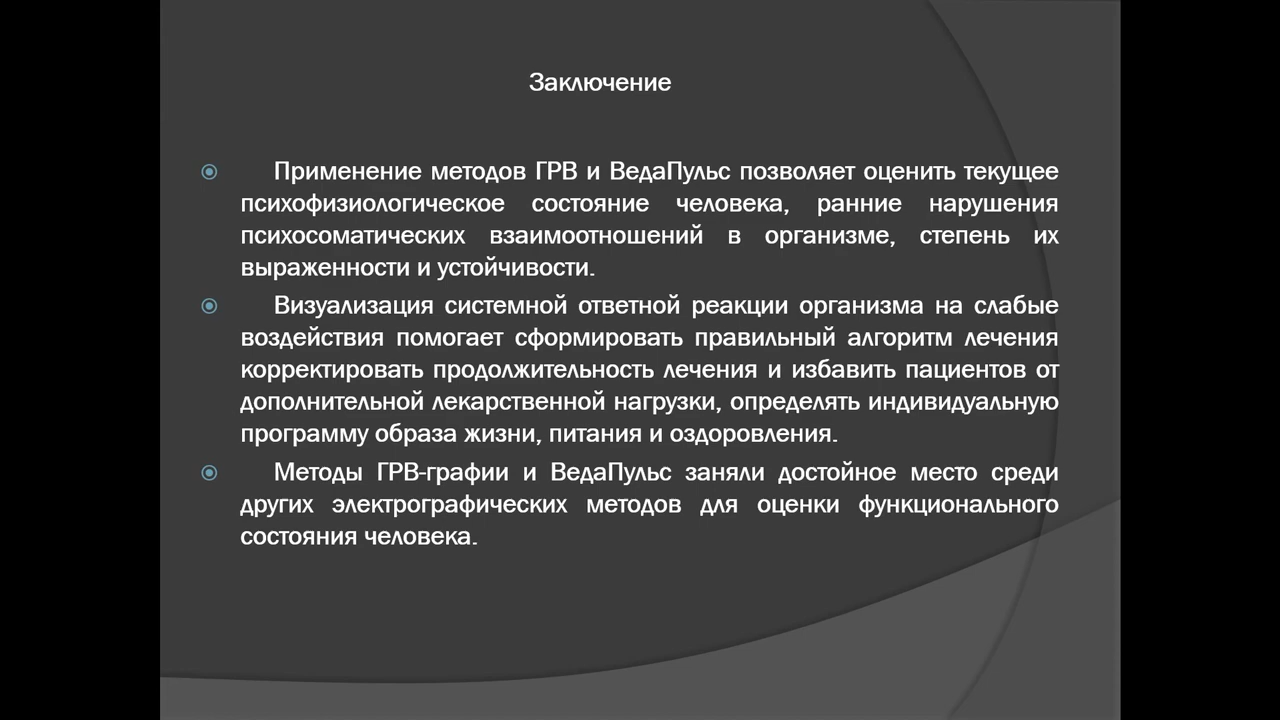 Заключение
Применение методов ГРВ и ВедаПульс позволяет оценить текущее
психофизиологическое состояние человека, ранние нарушения
психосоматических взаимоотношений в организме, степень их
выраженности и устойчивости.
Визуализация системной ответной реакции организма на слабые
воздействия помогает сформировать правильный алгоритм лечения
корректировать продолжительность лечения и избавить пациентов от
дополнительной лекарственной нагрузки, определять индивидуальную
программу образа жизни, питания и оздоровления.
Методы ГРВ-графии и ВедаПульс заняли достойное место среди
других электрографических методов для оценки функционального
состояния человека.